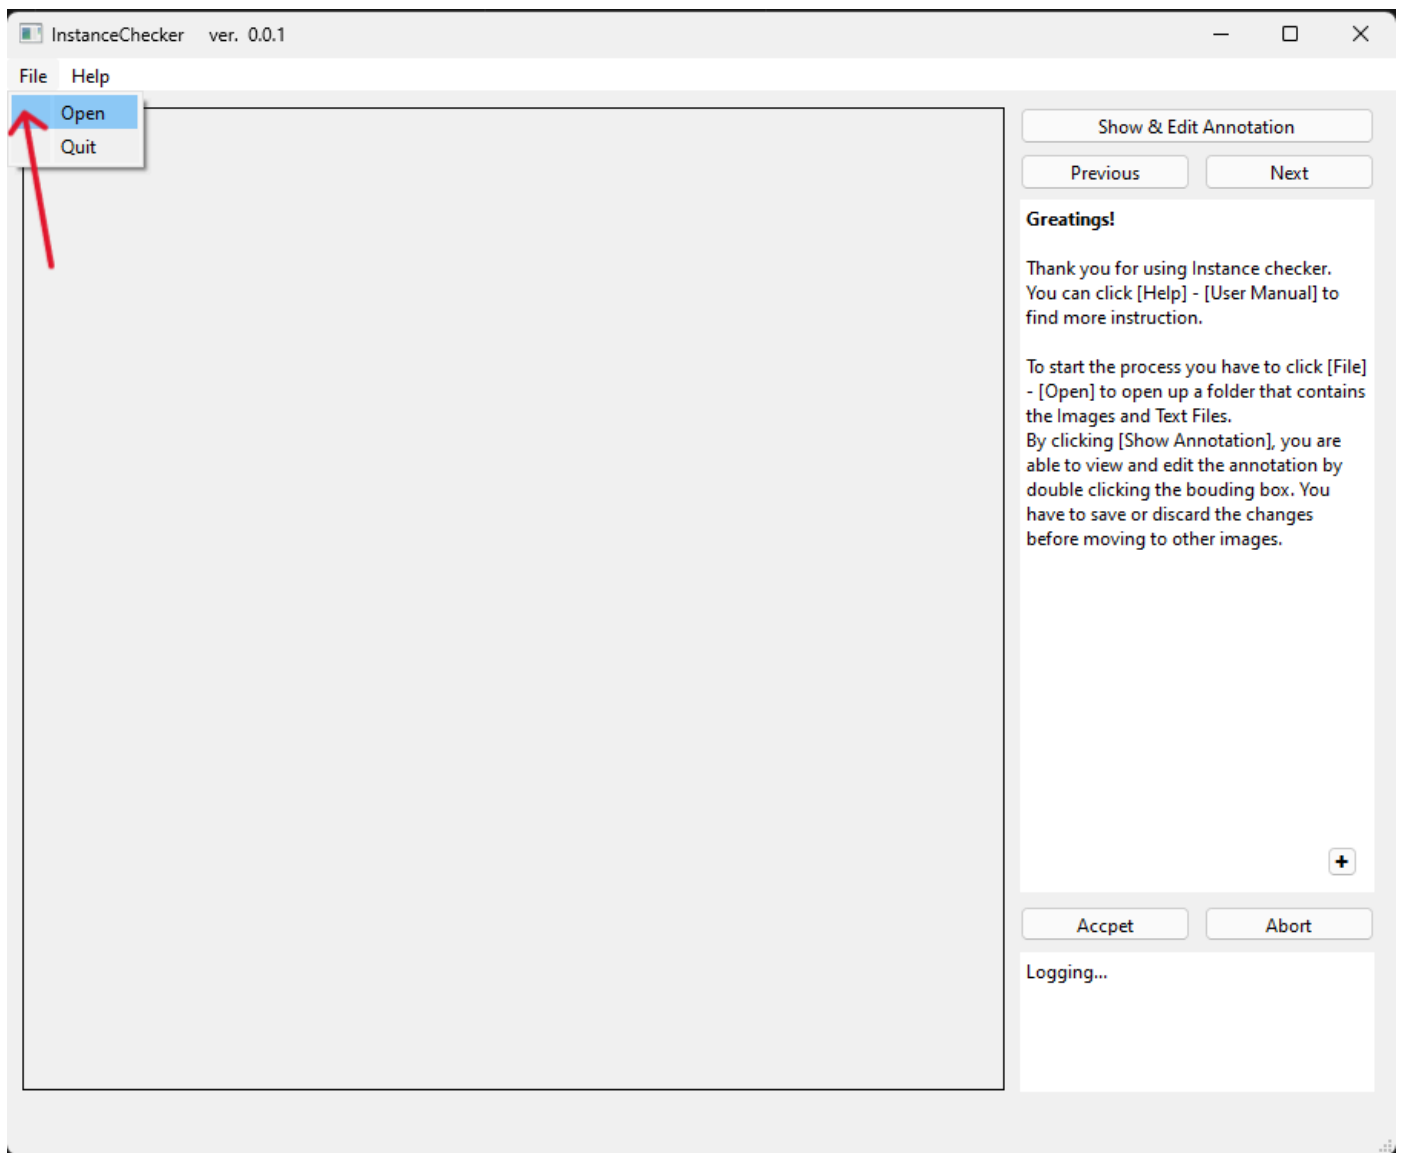 InstanceChecker ver. 0.0.1
File Help
Open
Quit
Show & Edit Annotation
Previous Next
Greatings!
Thank you for using Instance checker.
You can click [Help] - [User Manual] to
find more instruction.
To start the process you have to click [File]
- [Open] to open up a folder that contains
the Images and Text Files.
By clicking [Show Annotation], you are
able to view and edit the annotation by
double clicking the bouding box. You
have to save or discard the changes
before moving to other images.
+
Accpet Abort
Logging...